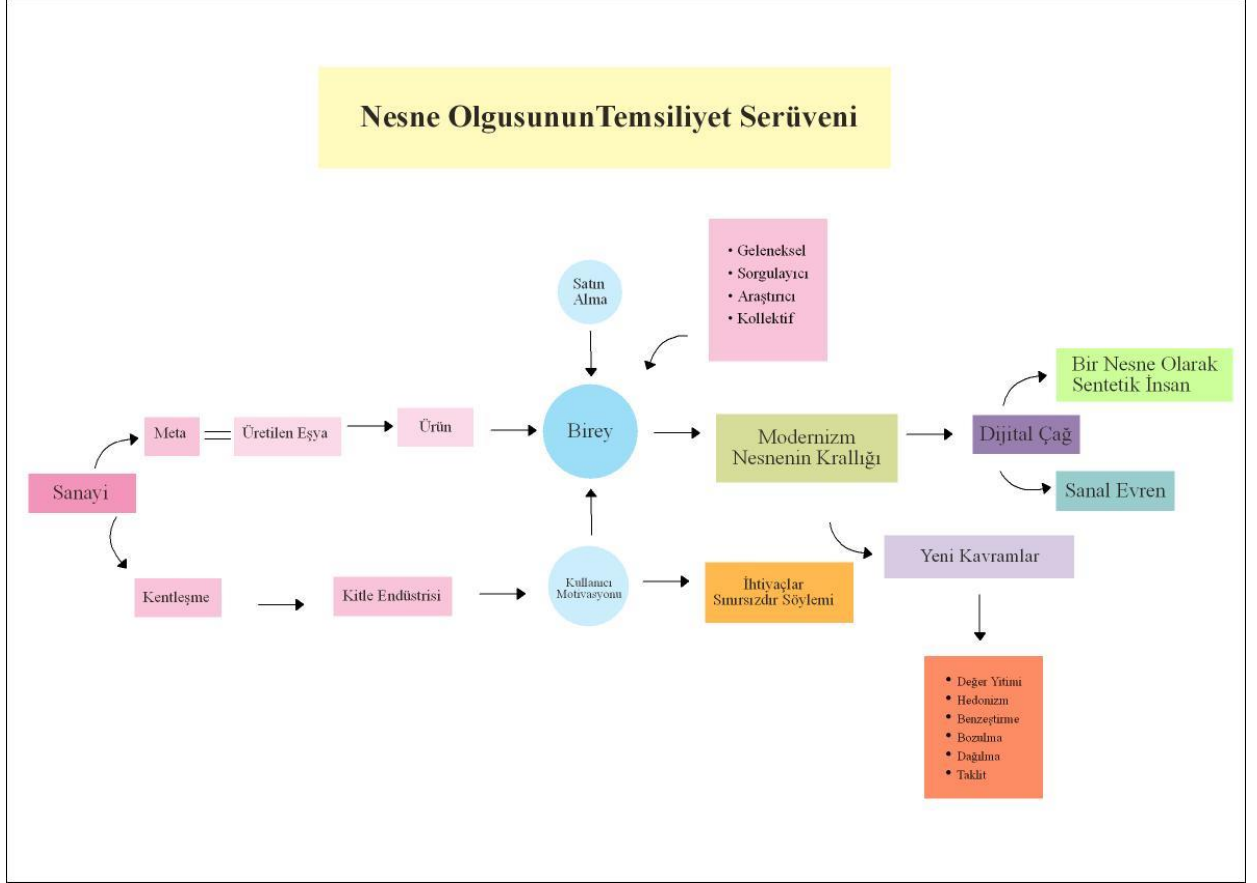 Nesne OlgusununTemsiliyet Serüveni
• Geleneksel
• Sorgulayıcı
• Araştırıcı
• Kollektif
Satın
Alma
Bir Nesne Olarak
Sentetik İnsan
Meta
Üretilen Eşya
Ürün
Birey
Modernizm
Nesnenin Krallığı
Dijital Çağ
Sanayi
Sanal Evren
Yeni Kavramlar
Kentleşme
Kitle Endüstrisi
Kullanıcı
Motivasyonu
İhtiyaçlar
Sınırsızdır Söylemi
• Değer Yitimi
• Hedonizm
• Benzeştirme
• Bozulma
• Dağılma
• Taklit